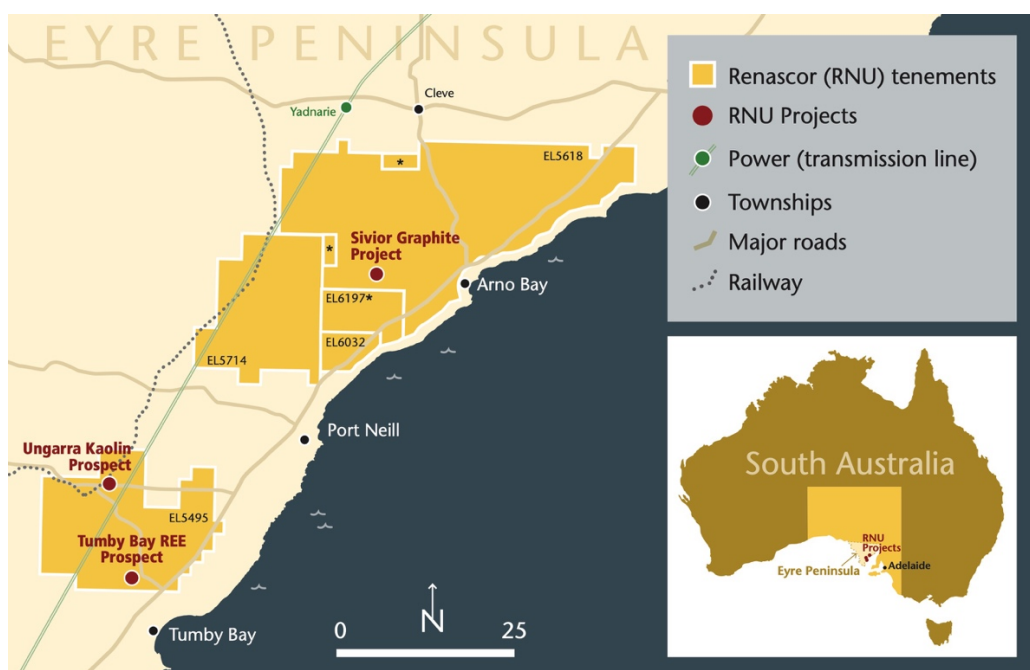 EYRE PENINSULA
Cleve
Yadnarie
*
EL5618
Sivior Graphite
Project
*
Arno Bay
EL6197*
EL6032
EL5714
Port Neill
Ungarra Kaolin
Prospect
EL5495
Tumby Bay REE
Prospect
Tumby Bay
N
0
25
Renascor (RNU) tenements
RNU Projects
Power (transmission line)
Townships
Major roads
Railway
South Australia
RNU
Projects
Eyre Peninsula
Adelaide